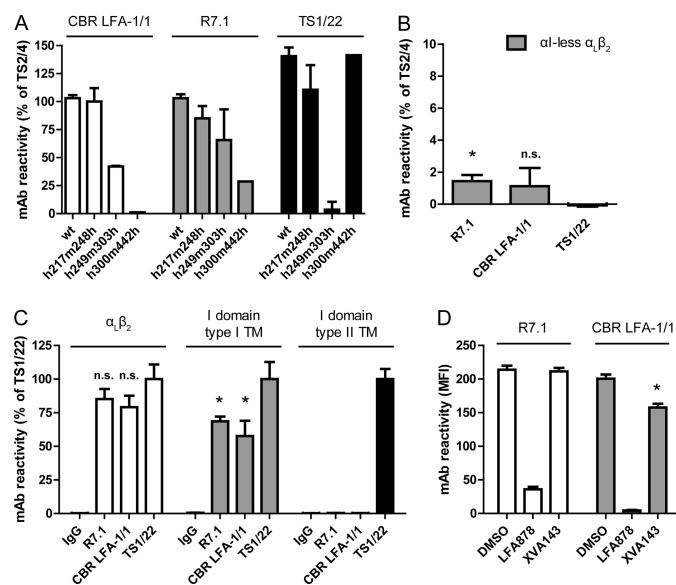 A
CBR LFA-1/1 R7.1 TS1/22
mAb reactivity (% of TS2/4)
150
125
100
75
50
25
0
wt h217m248h h249m303h h300m442h wt h217m248h h249m303h h300m442h wt h217m248h h249m303h h300m442h
B
αI-less αLβ2
mAb reactivity (% of TS2/4)
10
8
6
4
2
0
* n.s.
R7.1 CBR LFA-1/1 TS1/22
C
αLβ2 I domain type I TM I domain type II TM
mAb reactivity (% of TS1/22)
125
100
75
50
25
0
n.s. n.s. * *
IgG R7.1 CBR LFA-1/1 TS1/22 IgG R7.1 CBR LFA-1/1 TS1/22 IgG R7.1 CBR LFA-1/1 TS1/22
D
R7.1 CBR LFA-1/1
mAb reactivity (MFI)
250
200
150
100
50
0
*
DMSO LFA878 XVA143 DMSO LFA878 XVA143